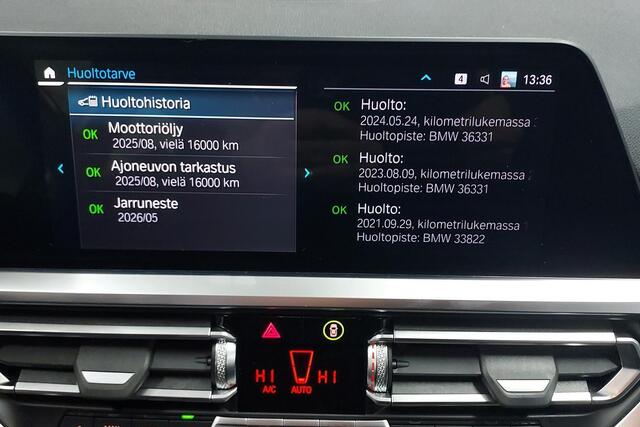 Huoltotarve
4
13:36
Huoltohistoria
OK Moottoriöljy
2025/08, vielä 16000 km
OK Ajoneuvon tarkastus
2025/08, vielä 16000 km
OK Jarruneste
2026/05
OK Huolto:
2024.05.24, kilometrilukemassa
Huoltopiste: BMW 36331
OK Huolto:
2023.08.09, kilometrilukemassa
Huoltopiste: BMW 36331
OK Huolto:
2021.09.29, kilometrilukemassa
Huoltopiste: BMW 33822
HI HI
A/C AUTO